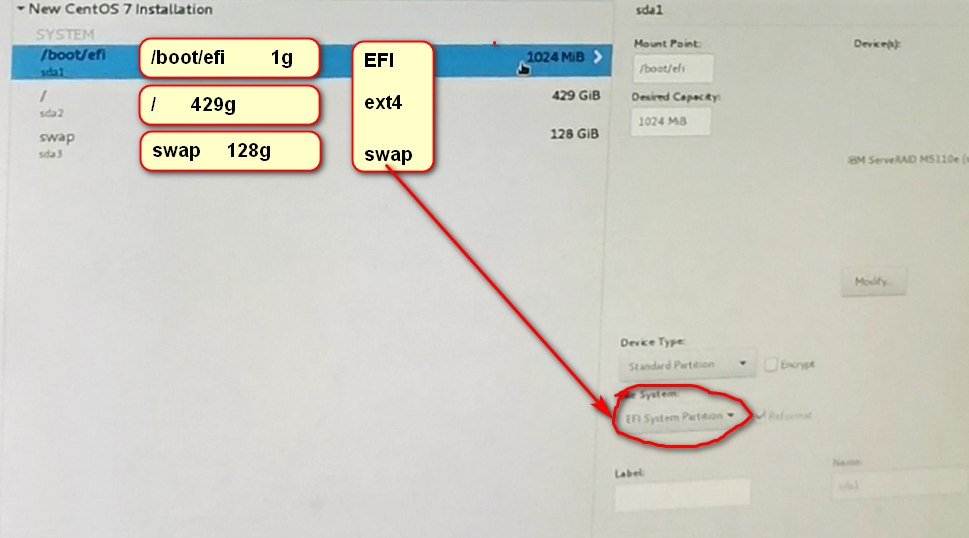 New CentOS 7 Installation
SYSTEM
/boot/efi
sda1
1024 MiB
/
sda2
429 GiB
swap
sda3
128 GiB
/boot/efi 1g
/ 429g
swap 128g
EFI
ext4
swap
sda1
Mount Point:
/boot/efi
Device(s):
Desired Capacity:
1024 MiB
IBM ServeRAID M5110e
Modify...
Device Type:
Standard Partition
Encrypt
System:
EFI System Partition
Reformat
Label:
Name:
sda1